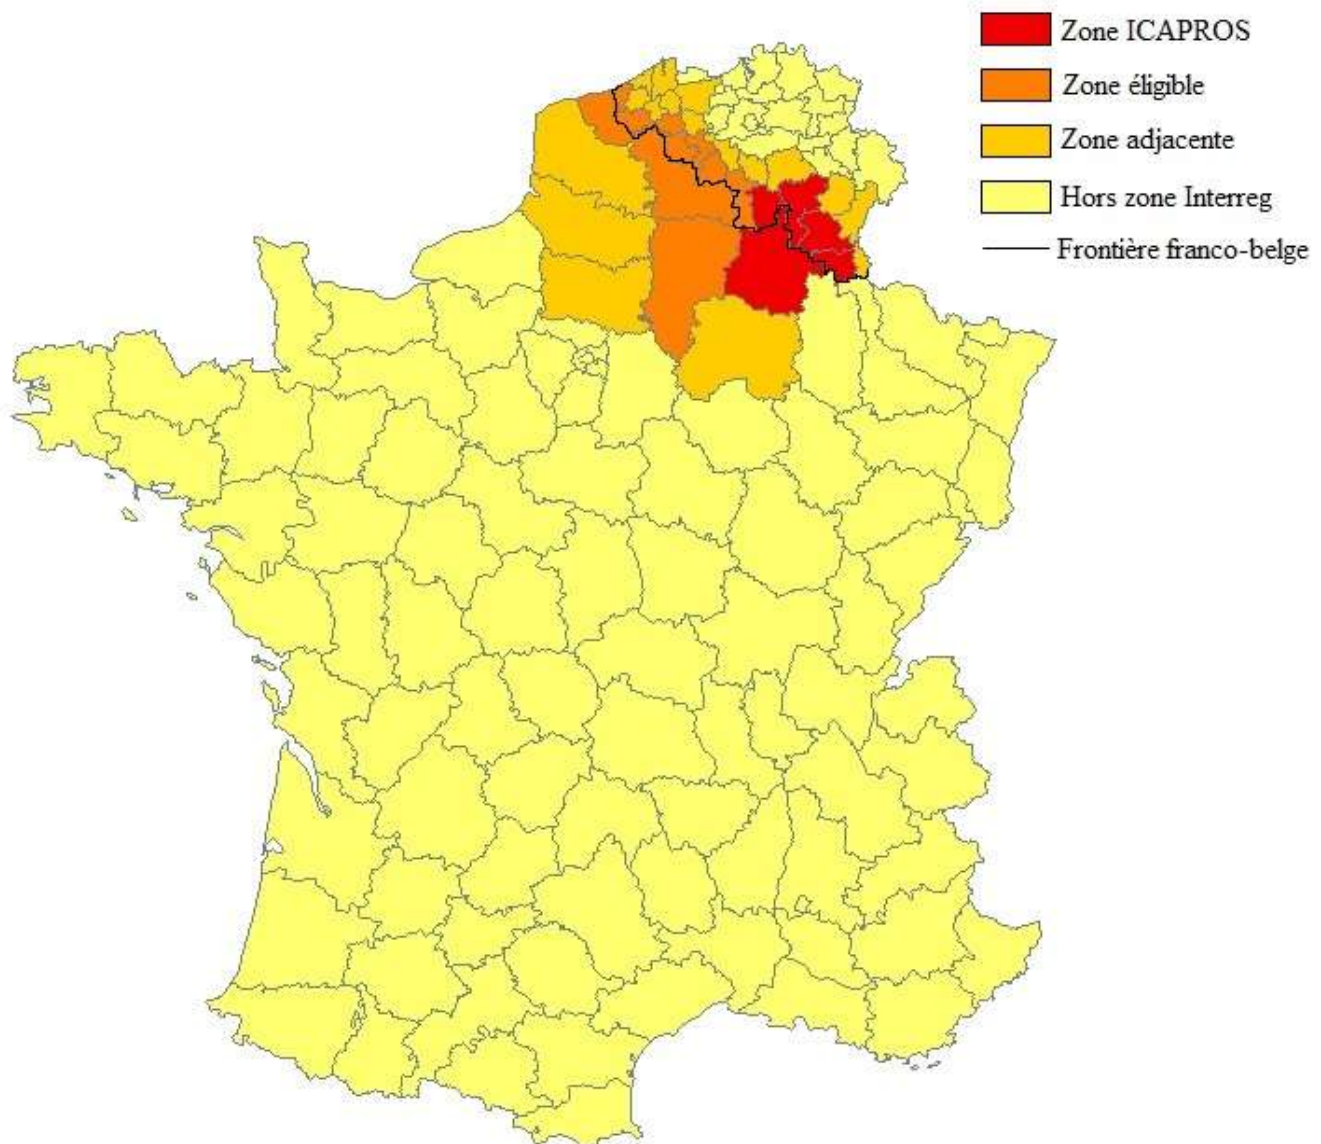 Zone ICAPROS
Zone éligible
Zone adjacente
Hors zone Interreg
Frontière franco-belge